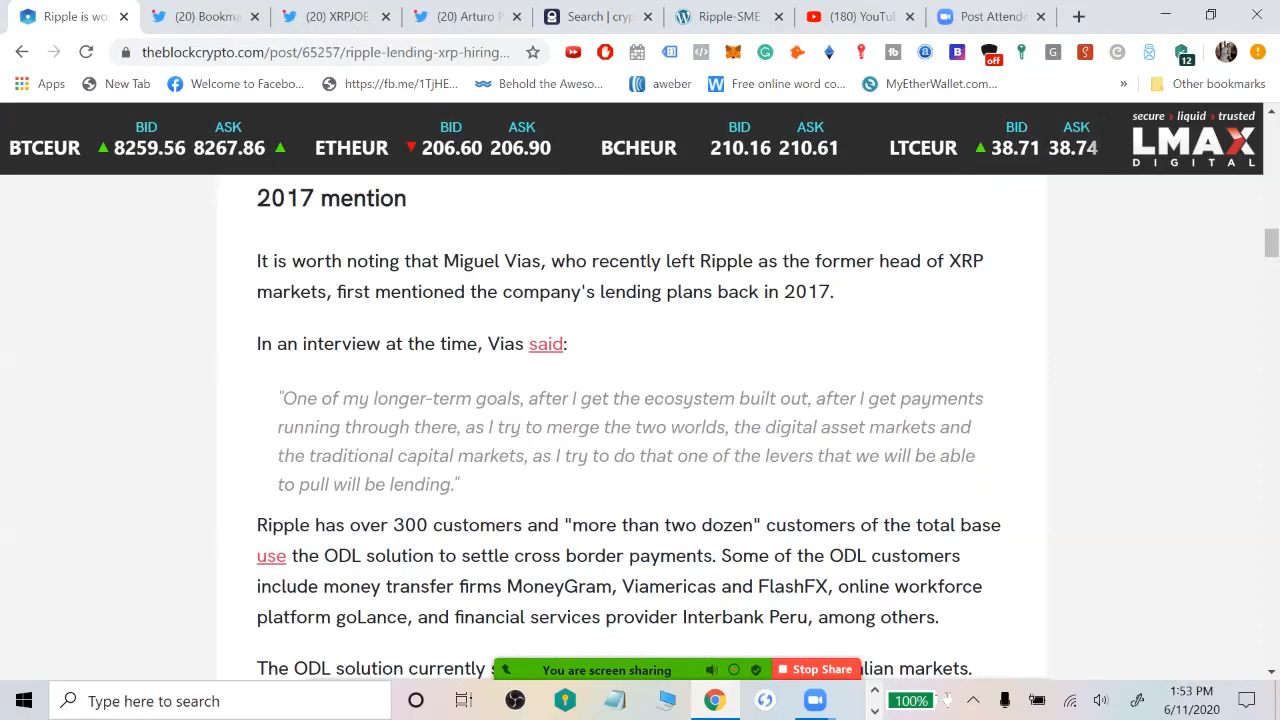 Ripple is wo
(20) Bookma
(20) XRPJOE
(20) Arturo P
Search | cryp
Ripple-SME
(180) YouTu
Post Attende
theblockcrypto.com/post/65257/ripple-lending-xrp-hiring...
off
12
Apps
New Tab
Welcome to Facebo...
https://fb.me/1TjHE...
Behold the Aweso...
aweber
Free online word co...
MyEtherWallet.com...
»
Other bookmarks
BID ASK
BTCEUR 8259.56 8267.86
BID ASK
ETHEUR 206.60 206.90
BID ASK
BCHEUR 210.16 210.61
BID ASK
LTCEUR 38.71 38.74
secure › liquid › trusted
LMAX
DIGITAL
2017 mention
It is worth noting that Miguel Vias, who recently left Ripple as the former head of XRP
markets, first mentioned the company's lending plans back in 2017.
In an interview at the time, Vias said:
"One of my longer-term goals, after I get the ecosystem built out, after I get payments
running through there, as I try to merge the two worlds, the digital asset markets and
the traditional capital markets, as I try to do that one of the levers that we will be able
to pull will be lending."
Ripple has over 300 customers and "more than two dozen" customers of the total base
use the ODL solution to settle cross border payments. Some of the ODL customers
include money transfer firms MoneyGram, Viamericas and FlashFX, online workforce
platform goLance, and financial services provider Interbank Peru, among others.
The ODL solution currently s
You are screen sharing
Stop Share
alian markets.
Type here to search
100%
1:53 PM
6/11/2020